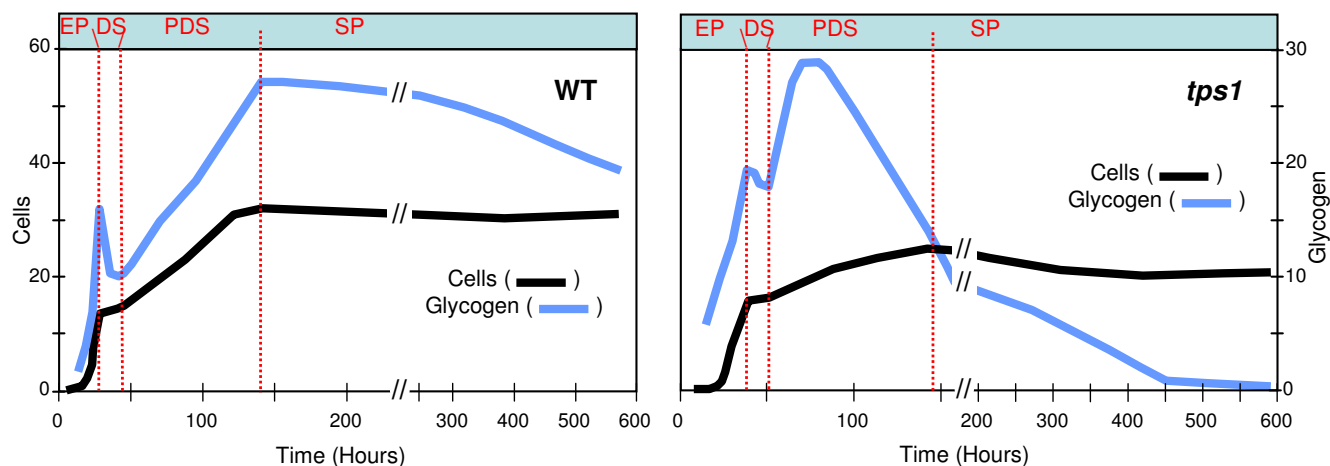 EP DS PDS SP
60
40
20
0
Cells
WT
Cells ( )
Glycogen ( )
//
//
//
0 100 200 300 400 500 600
Time (Hours)
EP DS PDS SP
tps1
Cells ( )
Glycogen ( )
//
//
//
30
20
10
0
Glycogen
0 100 200 300 400 500 600
Time (Hours)